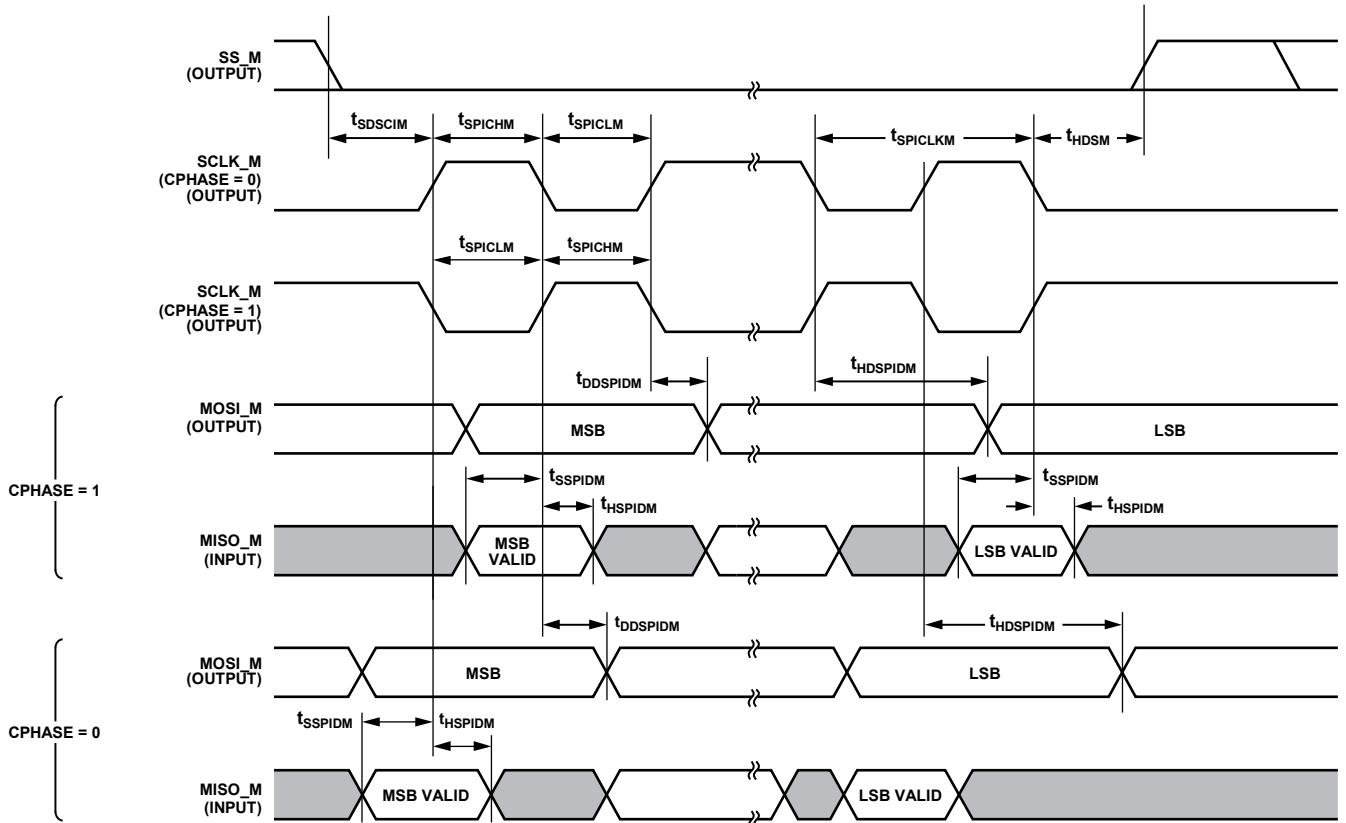 SS_M
(OUTPUT)
tSDSCIM tSPICHM tSPICLM tSPICLKM tHDSM
SCLK_M
(CPHASE = 0)
(OUTPUT)
tSPICLM tSPICHM
SCLK_M
(CPHASE = 1)
(OUTPUT)
tDDSPIDM tHDSPIDM
CPHASE = 1
MOSI_M
(OUTPUT)
MSB LSB
tSSPIDM tSSPIDM
tHSPIDM tHSPIDM
MISO_M
(INPUT)
MSB
VALID
LSB VALID
tDDSPIDM tHDSPIDM
CPHASE = 0
MOSI_M
(OUTPUT)
MSB LSB
tSSPIDM tHSPIDM
MISO_M
(INPUT)
MSB VALID LSB VALID